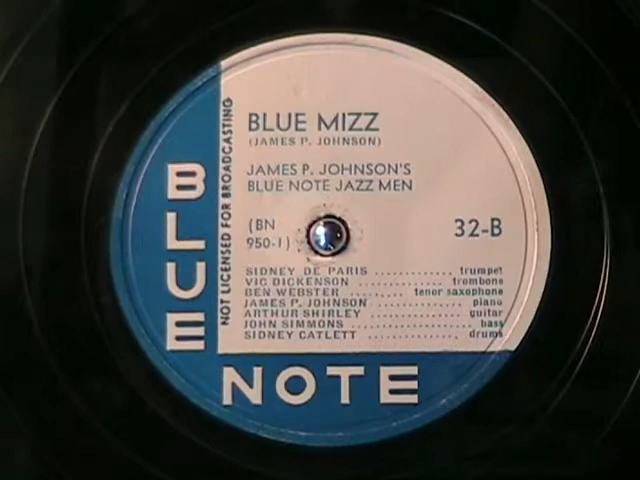 BLUE MIZZ
(JAMES P. JOHNSON)
JAMES P. JOHNSON'S
BLUE NOTE JAZZ MEN
(BN
950-1)
32-B
SIDNEY DE PARIS .............. trumpet
VIC DICKENSON ............... trombone
BEN WEBSTER .......... tenor saxophone
JAMES P. JOHNSON ............... piano
ARTHUR SHIRLEY ................ guitar
JOHN SIMMONS .................... bass
SIDNEY CATLETT ................. drums
NOT LICENSED FOR BROADCASTING
BLUE
NOTE